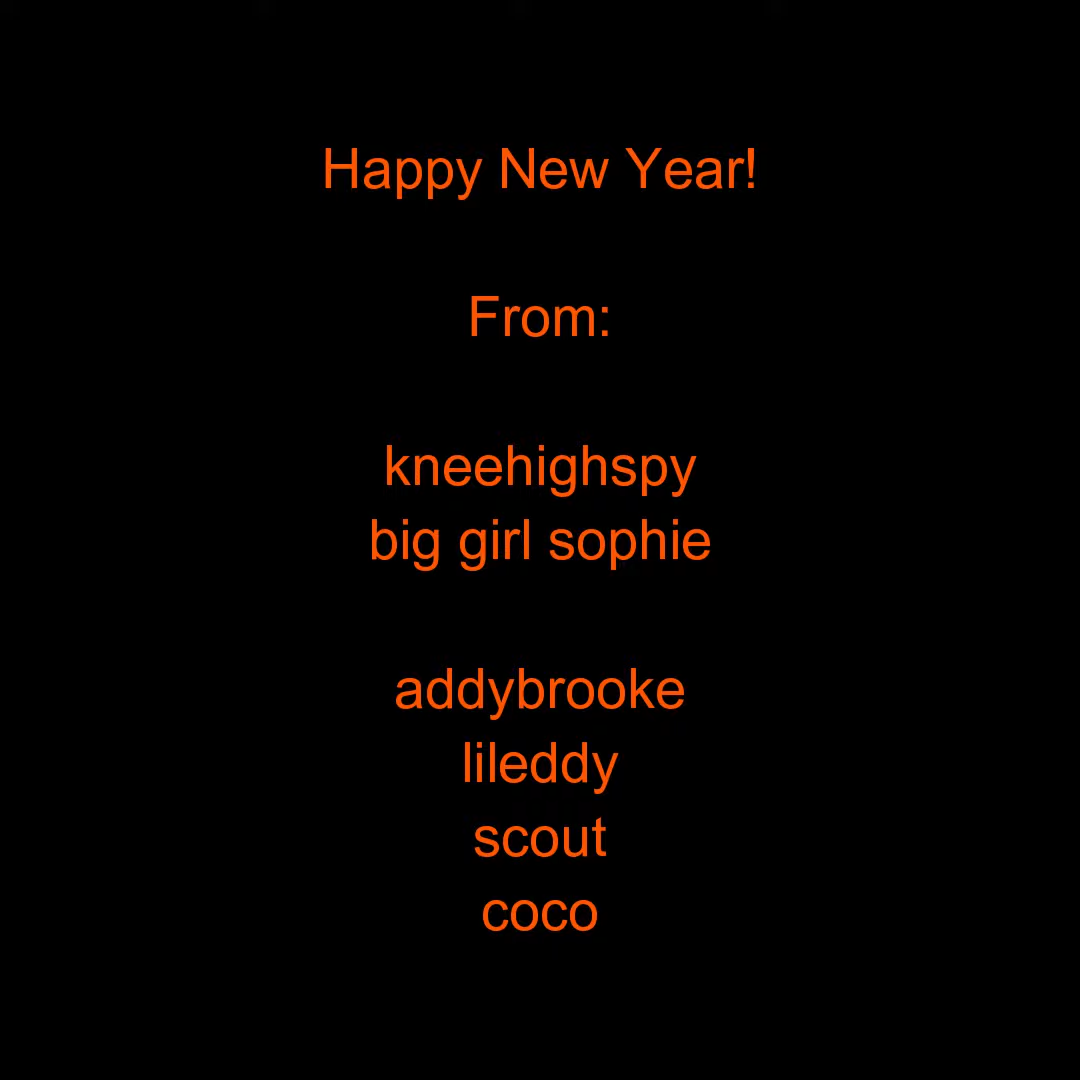 Happy New Year!
From:
kneehighspy
big girl sophie
addybrooke
lileddy
scout
coco